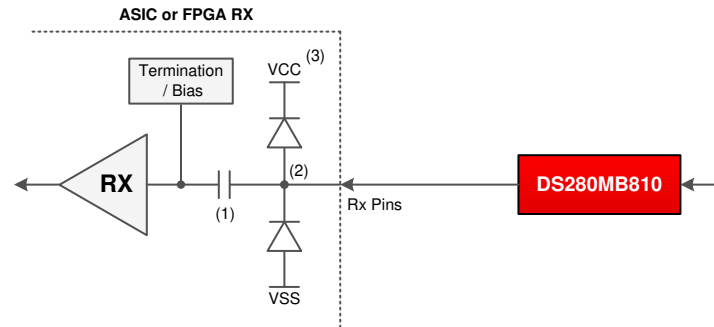 ASIC or FPGA RX
(3)
VCC
Termination
/ Bias
(2)
RX
DS280MB810
(1)
Rx Pins
VSS